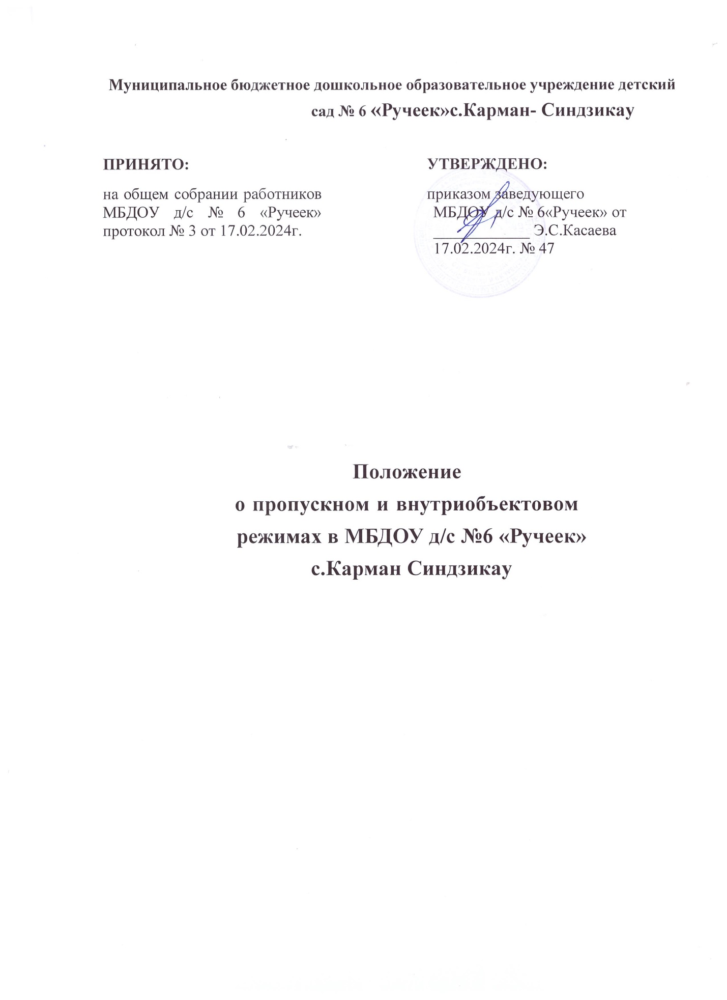 Муниципальное бюджетное дошкольное образовательное учреждение детский
сад № 6 «Ручеек»с.Карман- Синдзикау
ПРИНЯТО:
на общем собрании работников
МБДОУ д/с № 6 «Ручеек»
протокол № 3 от 17.02.2024г.
УТВЕРЖДЕНО:
приказом заведующего
МБДОУ д/с № 6«Ручеек» от
_____________ Э.С.Касаева
17.02.2024г. № 47
Положение
о пропускном и внутриобъектовом
режимах в МБДОУ д/с №6 «Ручеек»
с.Карман Синдзикау